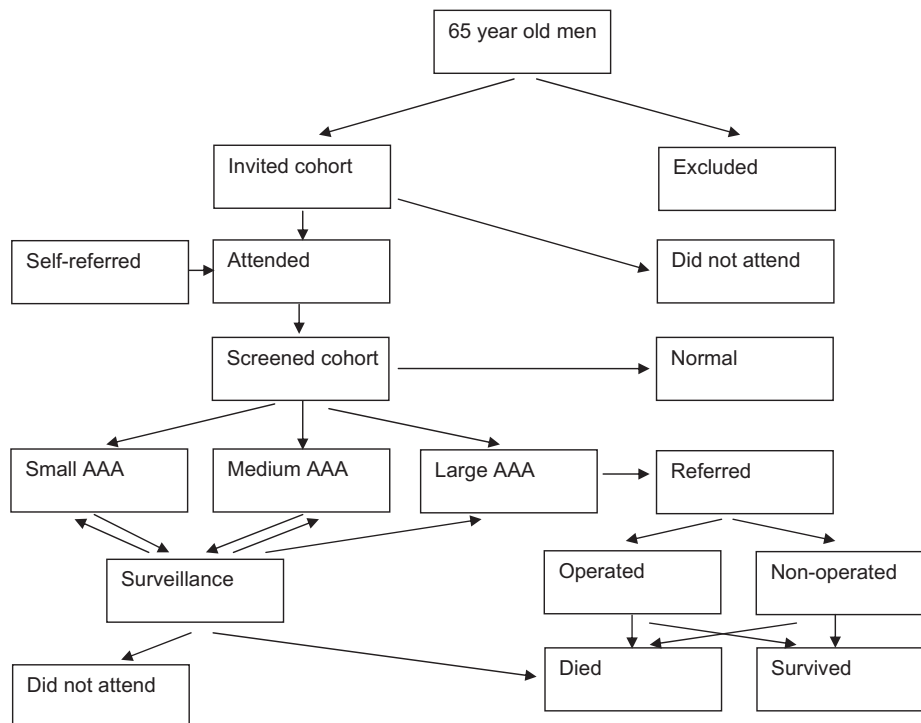 65 year old men
Invited cohort
Excluded
Self-referred
Attended
Did not attend
Screened cohort
Normal
Small AAA
Medium AAA
Large AAA
Referred
Surveillance
Operated
Non-operated
Did not attend
Died
Survived